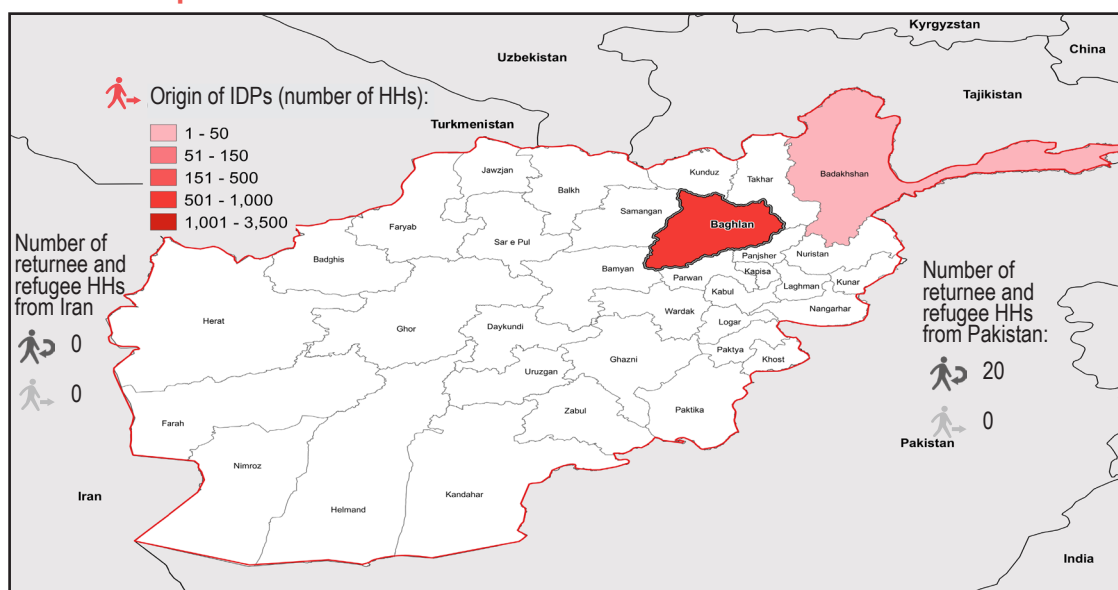 Kyrgyzstan
China
Uzbekistan
Tajikistan
Turkmenistan
Origin of IDPs (number of HHs):
1 - 50
51 - 150
151 - 500
501 - 1,000
1,001 - 3,500
Number of
returnee and
refugee HHs
from Iran
0
0
Jawzjan
Balkh
Kunduz
Takhar
Badakhshan
Samangan
Baghlan
Faryab
Sar e Pul
Badghis
Bamyan
Panjsher
Nuristan
Parwan
Kapisa
Kunar
Laghman
Kabul
Nangarhar
Herat
Ghor
Daykundi
Wardak
Logar
Ghazni
Paktya
Khost
Uruzgan
Paktika
Zabul
Farah
Nimroz
Helmand
Kandahar
Number of
returnee and
refugee HHs
from Pakistan:
20
0
Pakistan
Iran
India